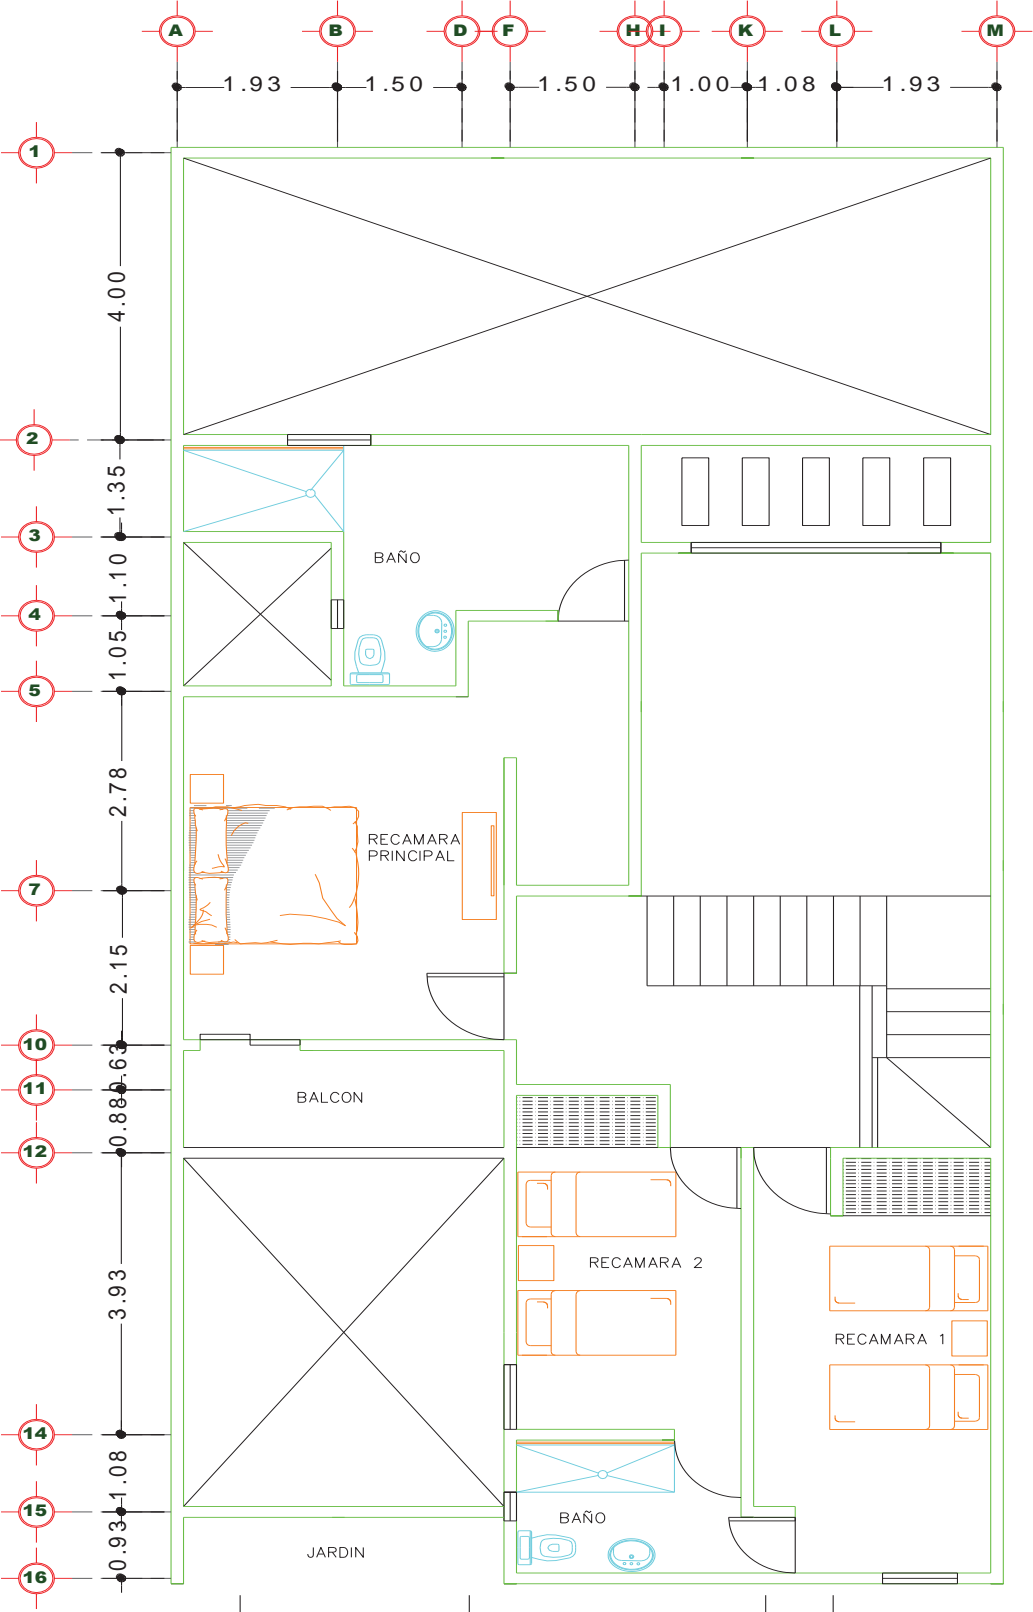 A B D F H I K L M
1.93 1.50 1.50 1.00 1.08 1.93
1
4.00
2
1.35
3
BAÑO
1.10
4
1.05
5
2.78
RECAMARA
PRINCIPAL
7
2.15
10
0.63
11
BALCON
0.88
12
RECAMARA 2
3.93
RECAMARA 1
14
1.08
15
BAÑO
0.93
JARDIN
16